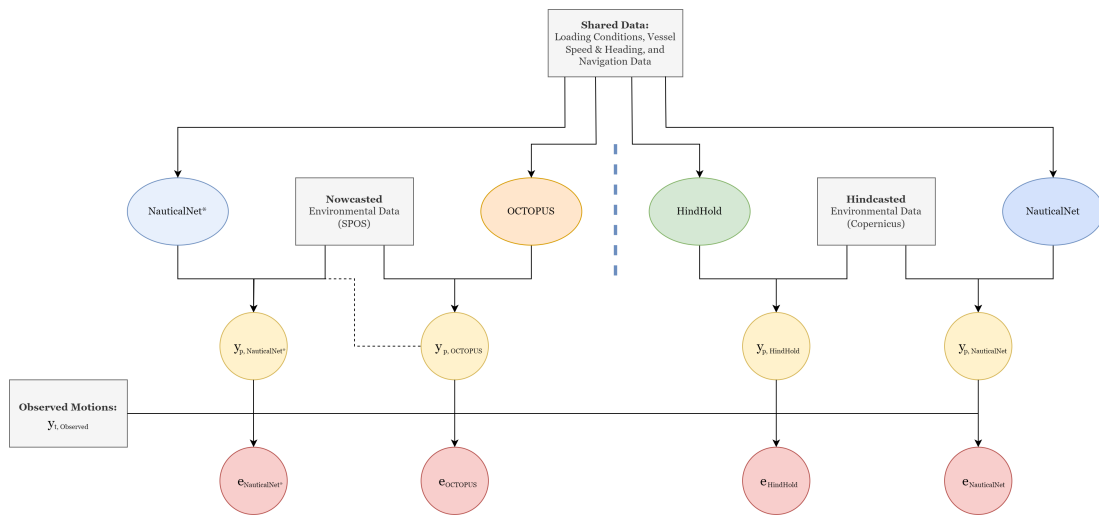 Shared Data:
Loading Conditions, Vessel
Speed & Heading, and
Navigation Data
NauticalNet*
Nowcasted
Environmental Data
(SPOS)
OCTOPUS
HindHold
Hindcasted
Environmental Data
(Copernicus)
NauticalNet
yp, NauticalNet*
yp, OCTOPUS
yp, HindHold
yp, NauticalNet
Observed Motions:
yt, Observed
eNauticalNet*
eOCTOPUS
eHindHold
eNauticalNet